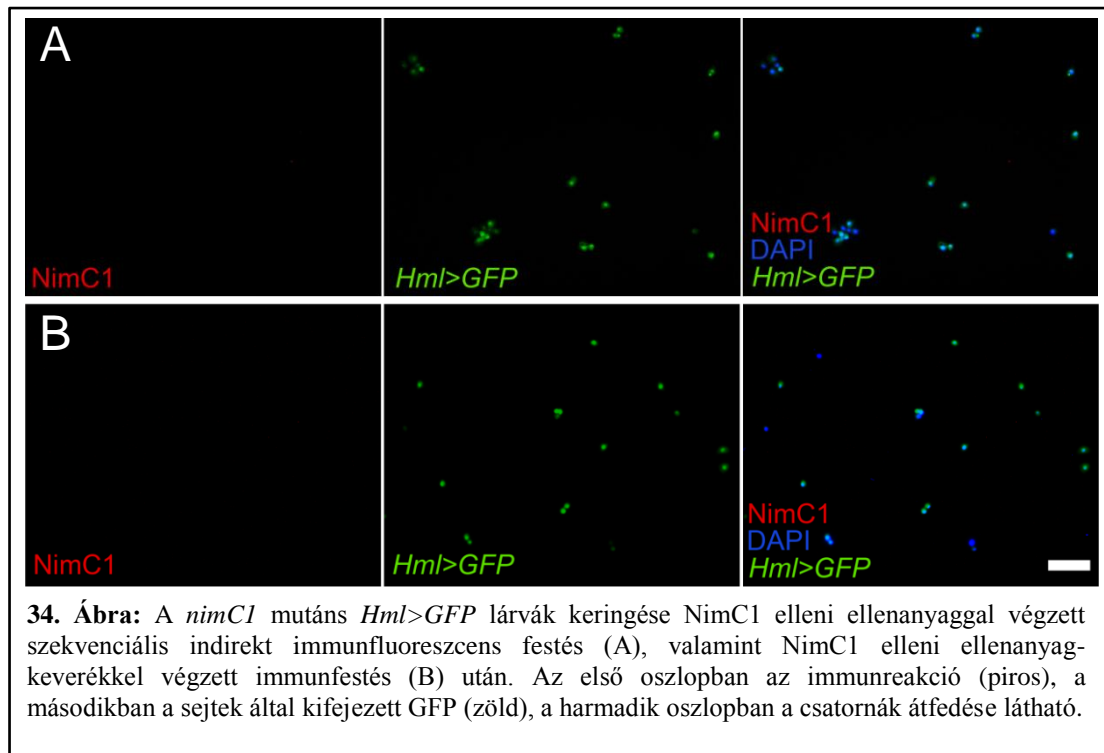 A
NimC1
Hml>GFP
NimC1
DAPI
Hml>GFP
B
NimC1
Hml>GFP
NimC1
DAPI
Hml>GFP
34. Ábra: A nimC1 mutáns Hml>GFP lárvák keringése NimC1 elleni ellenanyaggal végzett
szekvenciális indirekt immunfluoreszcens festés (A), valamint NimC1 elleni ellenanyag-
keverékkel végzett immunfestés (B) után. Az első oszlopban az immunreakció (piros), a
másodikban a sejtek által kifejezett GFP (zöld), a harmadik oszlopban a csatornák átfedése látható.